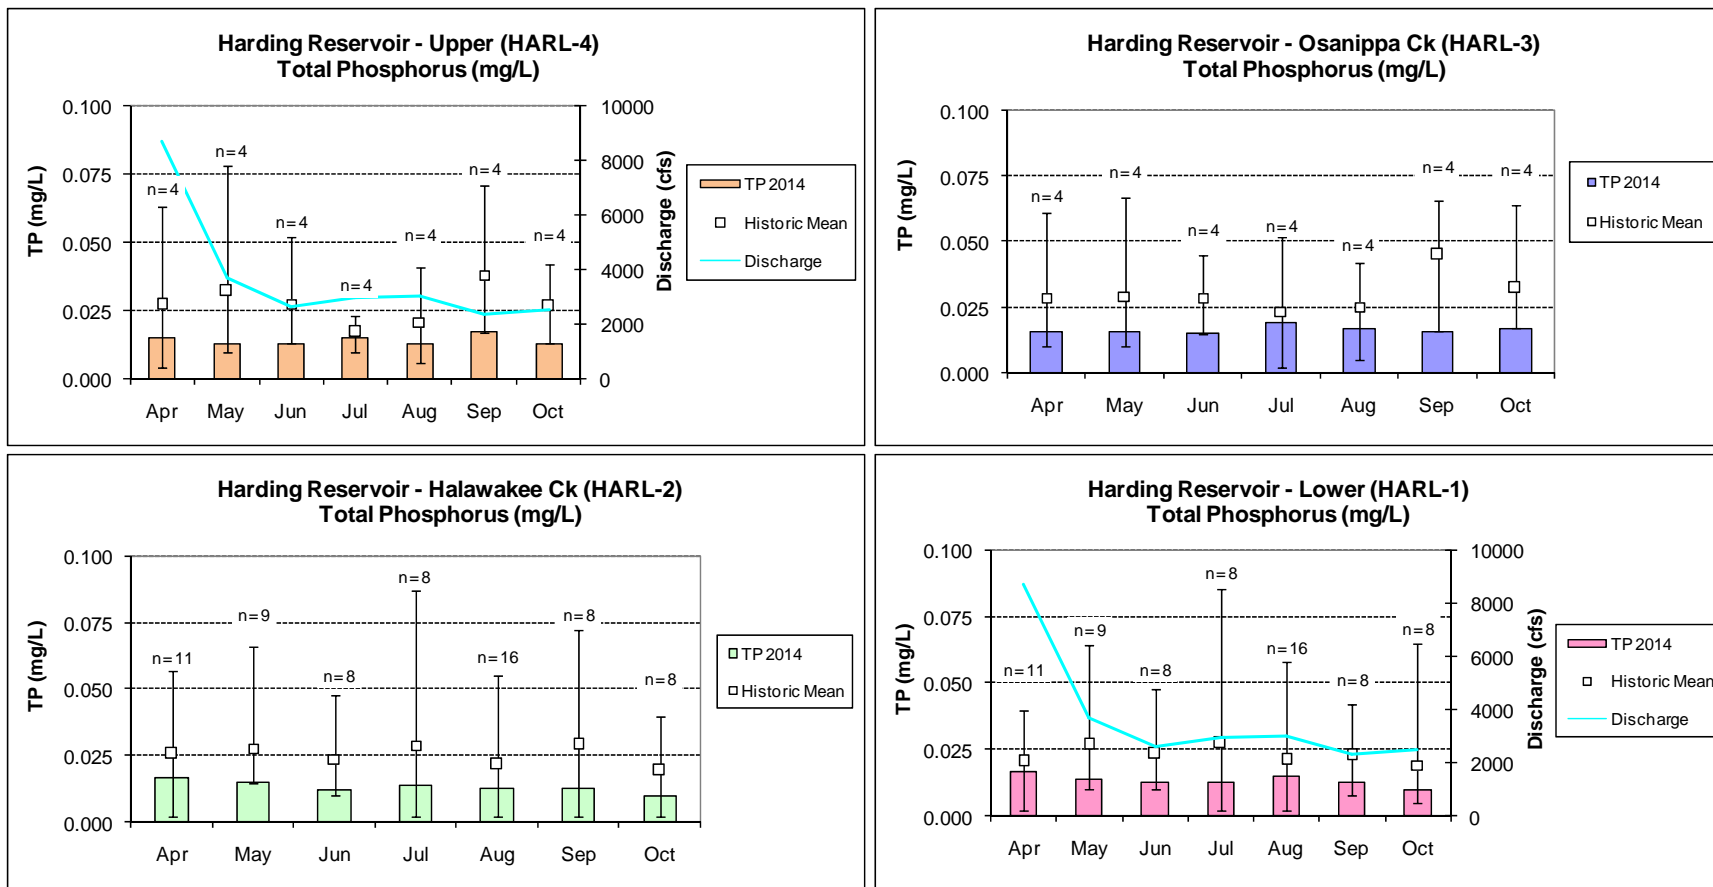 Harding Reservoir - Upper (HARL-4)
Total Phosphorus (mg/L)
TP (mg/L)
0.100
0.075
0.050
0.025
0.000
n=4
n=4
n=4
n=4
n=4
n=4
n=4
10000
8000
6000
4000
2000
0
Discharge (cfs)
Apr May Jun Jul Aug Sep Oct
TP 2014
Historic Mean
Discharge
Harding Reservoir - Osanippa Ck (HARL-3)
Total Phosphorus (mg/L)
TP (mg/L)
0.100
0.075
0.050
0.025
0.000
n=4
n=4
n=4
n=4
n=4
n=4
n=4
Apr May Jun Jul Aug Sep Oct
TP 2014
Historic Mean
Harding Reservoir - Halawakee Ck (HARL-2)
Total Phosphorus (mg/L)
TP (mg/L)
0.100
0.075
0.050
0.025
0.000
n=11
n=9
n=8
n=8
n=16
n=8
n=8
Apr May Jun Jul Aug Sep Oct
TP 2014
Historic Mean
Harding Reservoir - Lower (HARL-1)
Total Phosphorus (mg/L)
TP (mg/L)
0.100
0.075
0.050
0.025
0.000
n=11
n=9
n=8
n=8
n=16
n=8
n=8
10000
8000
6000
4000
2000
0
Discharge (cfs)
Apr May Jun Jul Aug Sep Oct
TP 2014
Historic Mean
Discharge